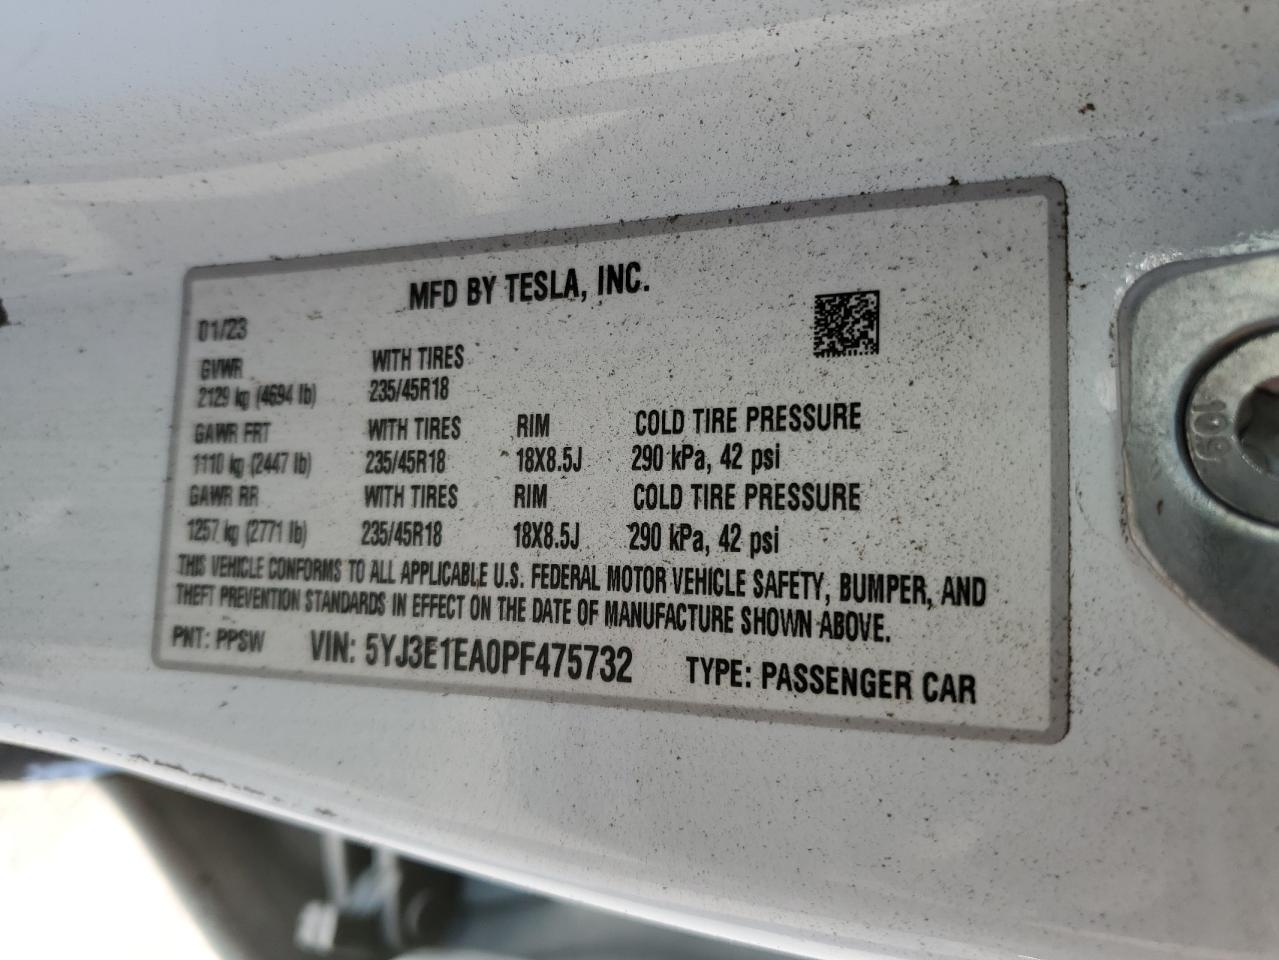 MFD BY TESLA, INC.
01/23
GVWR WITH TIRES
2129 kg (4694 lb) 235/45R18
GAWR FRT WITH TIRES RIM COLD TIRE PRESSURE
1110 kg (2447 lb) 235/45R18 18X8.5J 290 kPa, 42 psi
GAWR RR WITH TIRES RIM COLD TIRE PRESSURE
1257 kg (2771 lb) 235/45R18 18X8.5J 290 kPa, 42 psi
THIS VEHICLE CONFORMS TO ALL APPLICABLE U.S. FEDERAL MOTOR VEHICLE SAFETY, BUMPER, AND
THEFT PREVENTION STANDARDS IN EFFECT ON THE DATE OF MANUFACTURE SHOWN ABOVE.
PNT: PPSW VIN: 5YJ3E1EA0PF475732 TYPE: PASSENGER CAR
109